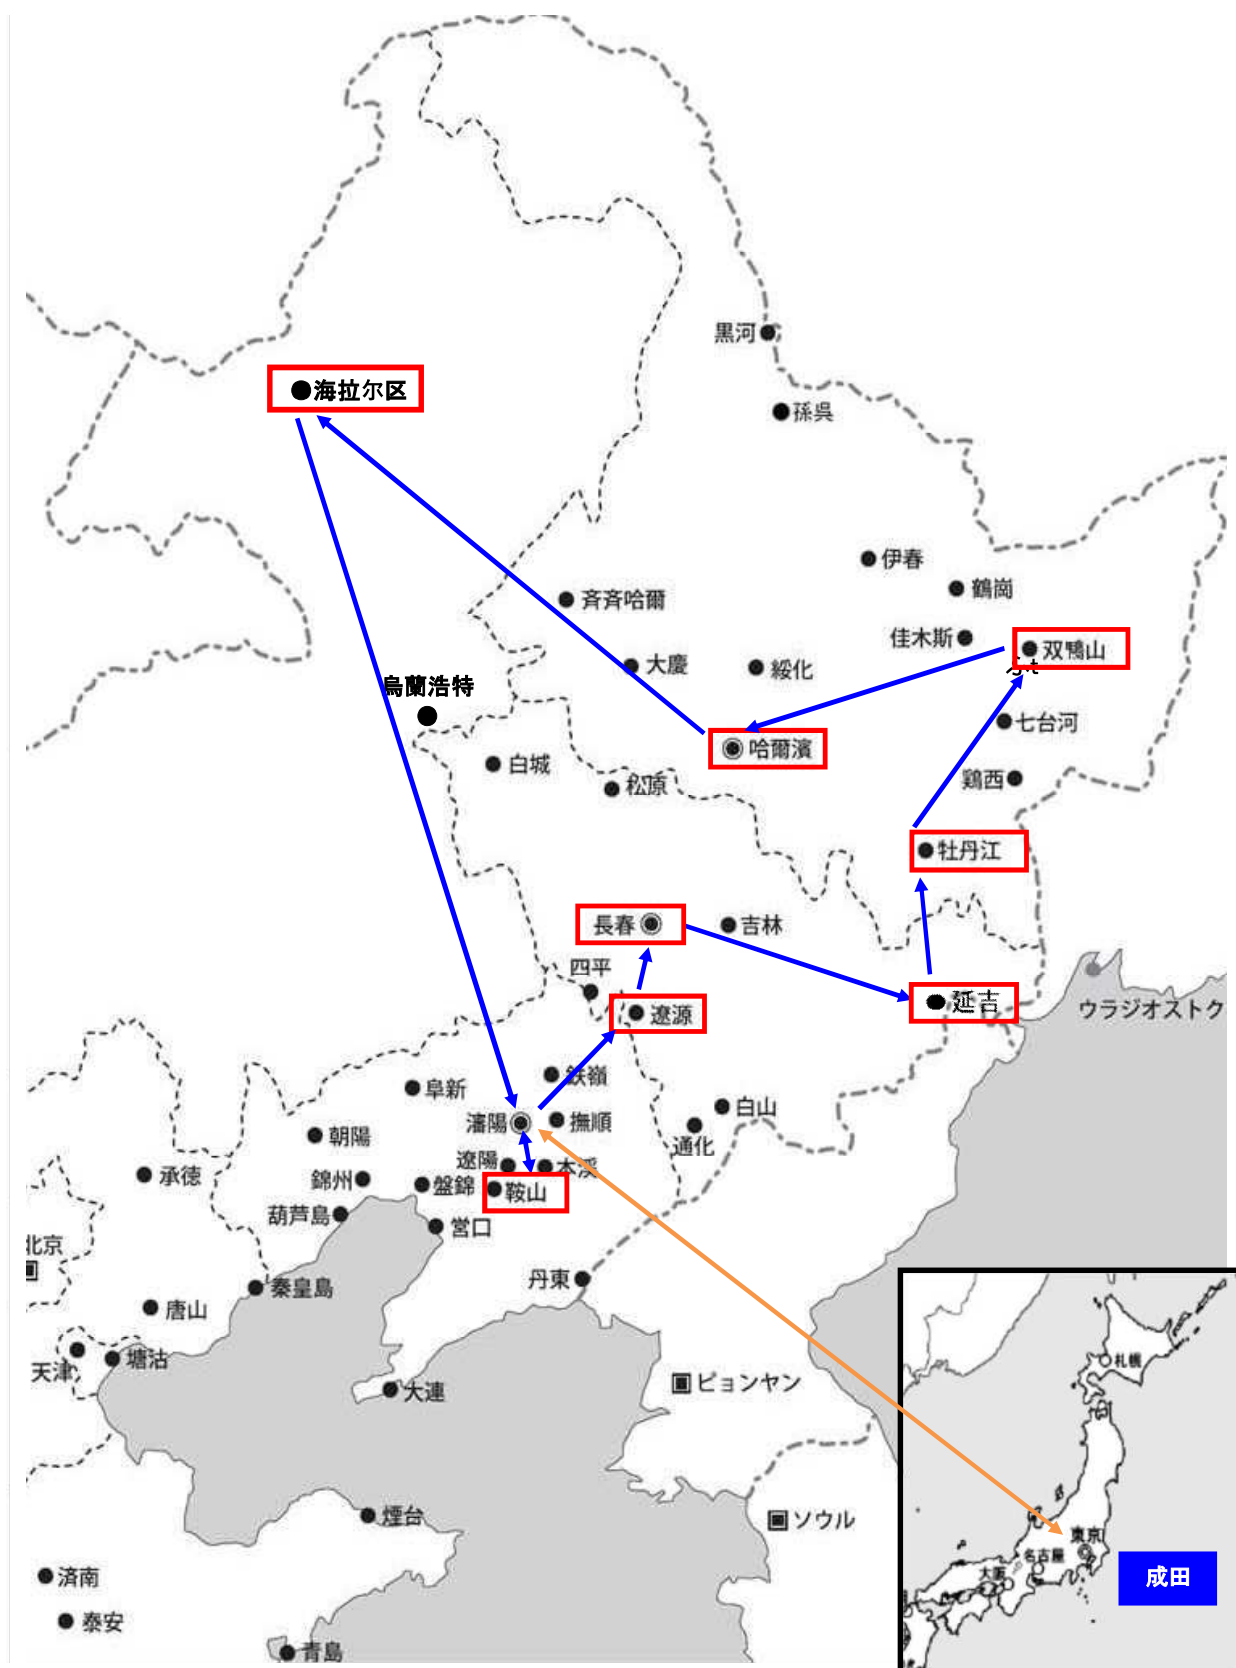 黒河
海拉尔区
孫呉
伊春
鶴崗
斉斉哈爾
佳木斯
双鴨山
大慶
綏化
烏蘭浩特
七台河
哈爾濱
白城
鶏西
松原
牡丹江
長春
吉林
四平
延吉
ウラジオストク
遼源
鉄嶺
阜新
白山
瀋陽
撫順
朝陽
通化
遼陽
本渓
承徳
錦州
盤錦
鞍山
葫芦島
営口
北京
丹東
秦皇島
唐山
天津
塘沽
大連
ピョンヤン
札幌
煙台
ソウル
東京
名古屋
大阪
成田
済南
泰安
青島